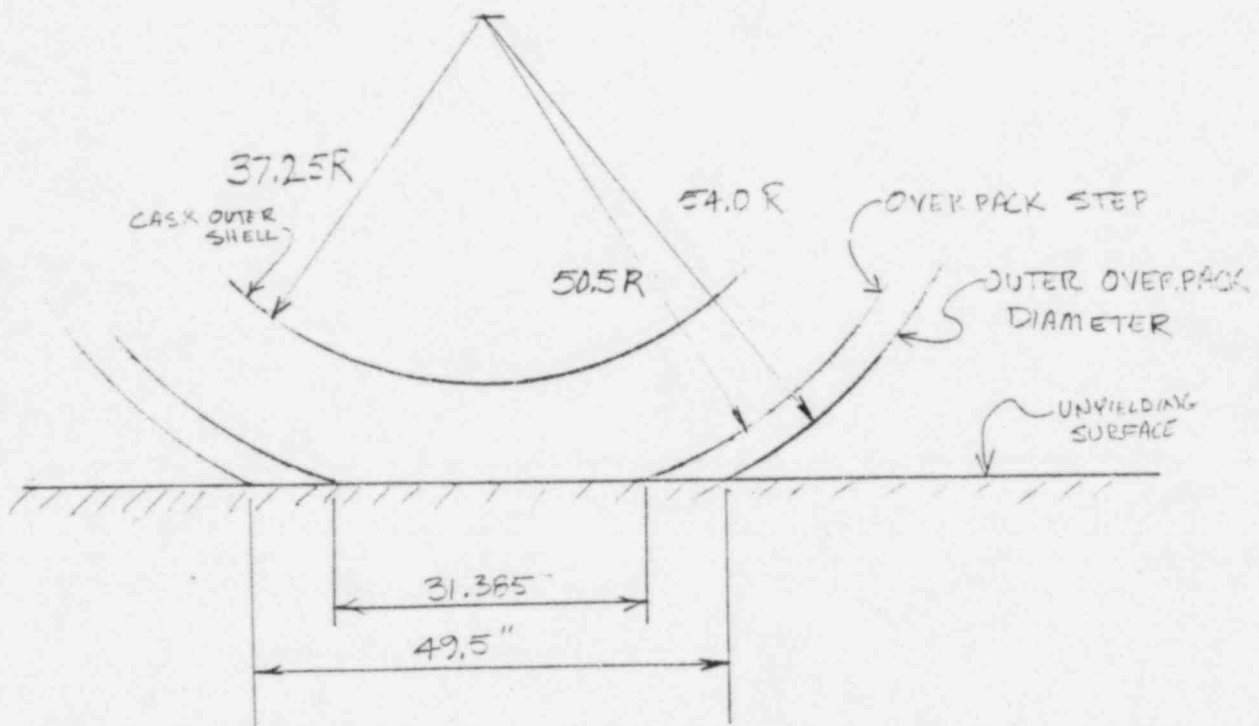 37.25R
CASK OUTER
SHELL
54.0 R
50.5R
OVERPACK STEP
OUTER OVERPACK
DIAMETER
UNYIELDING
SURFACE
31.385
49.5"